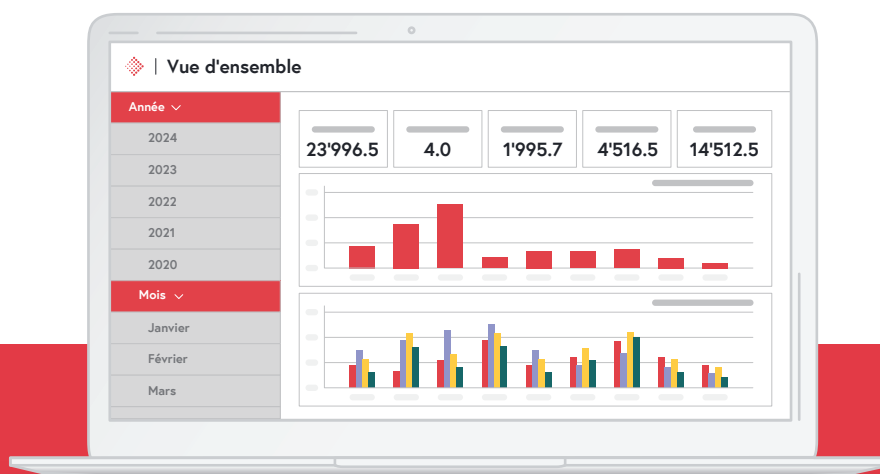 Vue d'ensemble
Année
2024
2023
2022
2021
2020
Mois
Janvier
Février
Mars
23'996.5
4.0
1'995.7
4'516.5
14'512.5